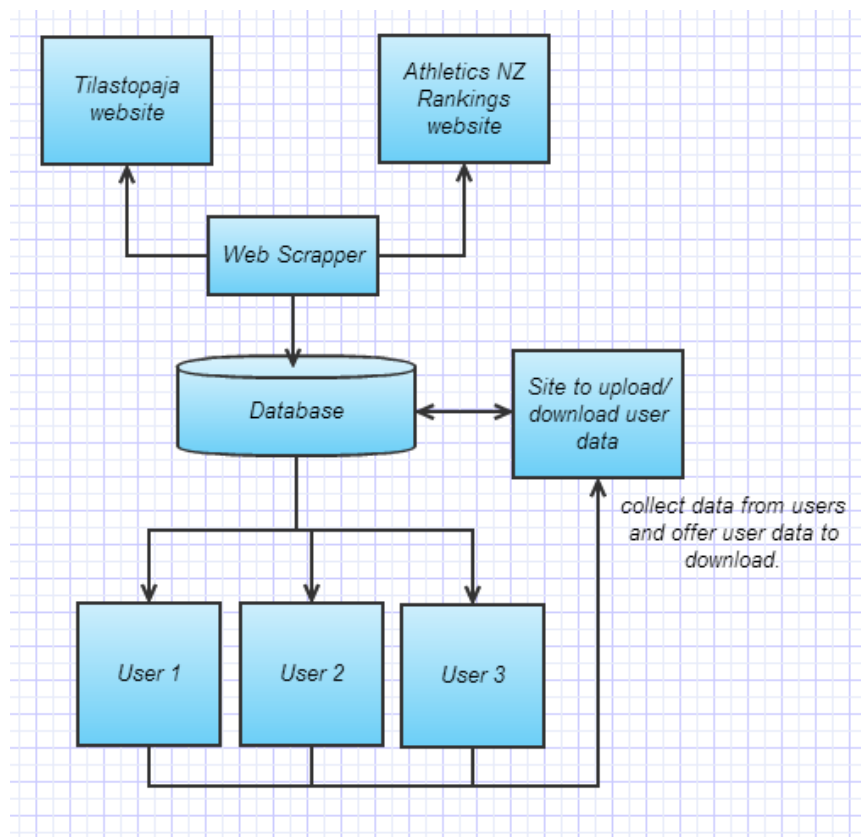 Tilastopaja
website
Athletics NZ
Rankings
website
Web Scrapper
Database
Site to upload/
download user
data
collect data from users
and offer user data to
download.
User 1
User 2
User 3